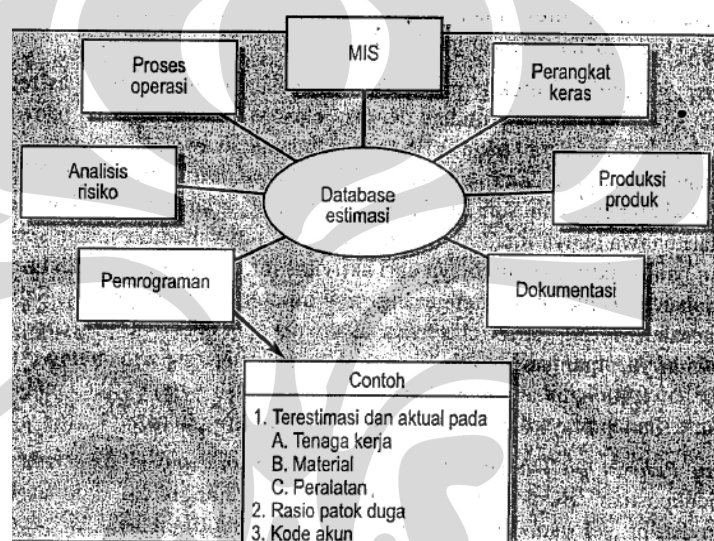 MIS
Proses
operasi
Perangkat
keras
Analisis
risiko
Database
estimasi
Produksi
produk
Pemrograman
Dokumentasi
Contoh
1. Terestimasi dan aktual pada
A. Tenaga kerja
B. Material
C. Peralatan
2. Rasio patok duga
3. Kode akun